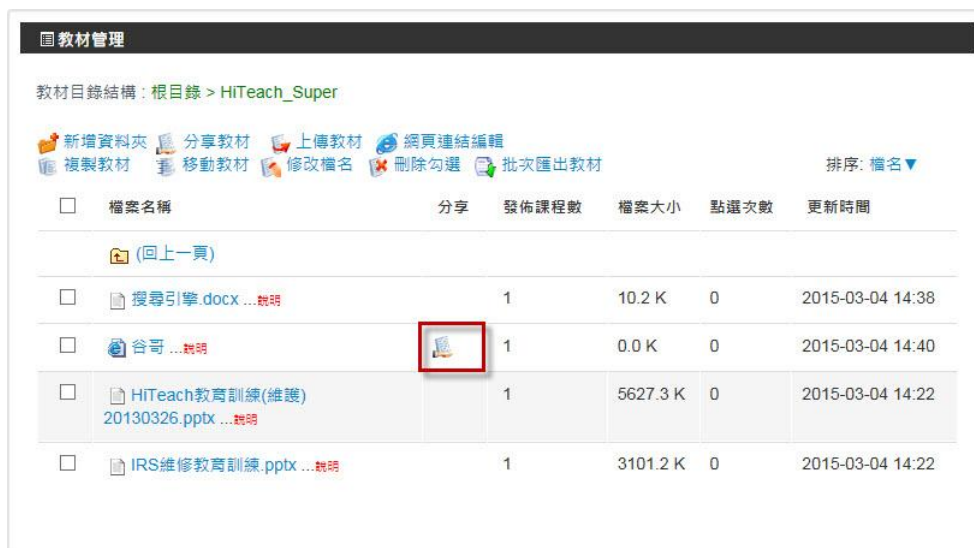 教材管理
教材目錄結構 : 根目錄 > HiTeach_Super
新增資料夾 分享教材 上傳教材 網頁連結編輯
複製教材 移動教材 修改檔名 刪除勾選 批次匯出教材 排序: 檔名▼
檔案名稱 分享 發佈課程數 檔案大小 點選次數 更新時間
(回上一頁)
搜尋引擎.docx ...說明 1 10.2 K 0 2015-03-04 14:38
谷哥 ...說明 1 0.0 K 0 2015-03-04 14:40
HiTeach教育訓練(維護) 1 5627.3 K 0 2015-03-04 14:22
20130326.pptx ...說明
IRS維修教育訓練.pptx ...說明 1 3101.2 K 0 2015-03-04 14:22